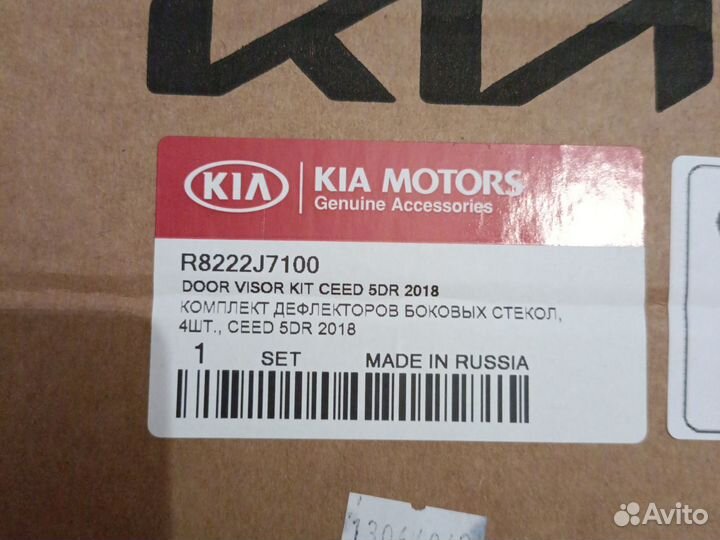 KIA
KIA MOTORS
Genuine Accessories
R8222J7100
DOOR VISOR KIT CEED 5DR 2018
КОМПЛЕКТ ДЕФЛЕКТОРОВ БОКОВЫХ СТЕКОЛ,
4ШТ., CEED 5DR 2018
1 SET MADE IN RUSSIA
Avito